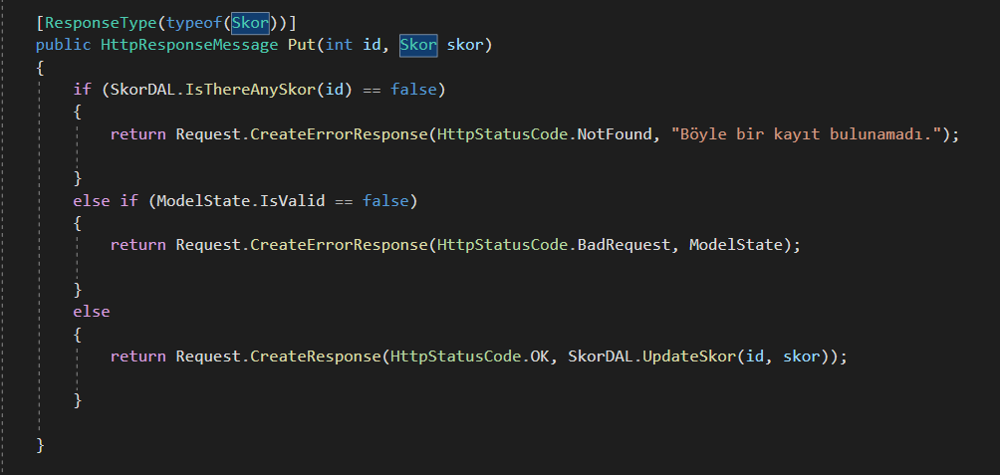 [ResponseType(typeof(Skor))]
public HttpResponseMessage Put(int id, Skor skor)
{
if (SkorDAL.IsThereAnySkor(id) == false)
{
return Request.CreateErrorResponse(HttpStatusCode.NotFound, "Böyle bir kayıt bulunamadı.");
}
else if (ModelState.IsValid == false)
{
return Request.CreateErrorResponse(HttpStatusCode.BadRequest, ModelState);
}
else
{
return Request.CreateResponse(HttpStatusCode.OK, SkorDAL.UpdateSkor(id, skor));
}
}